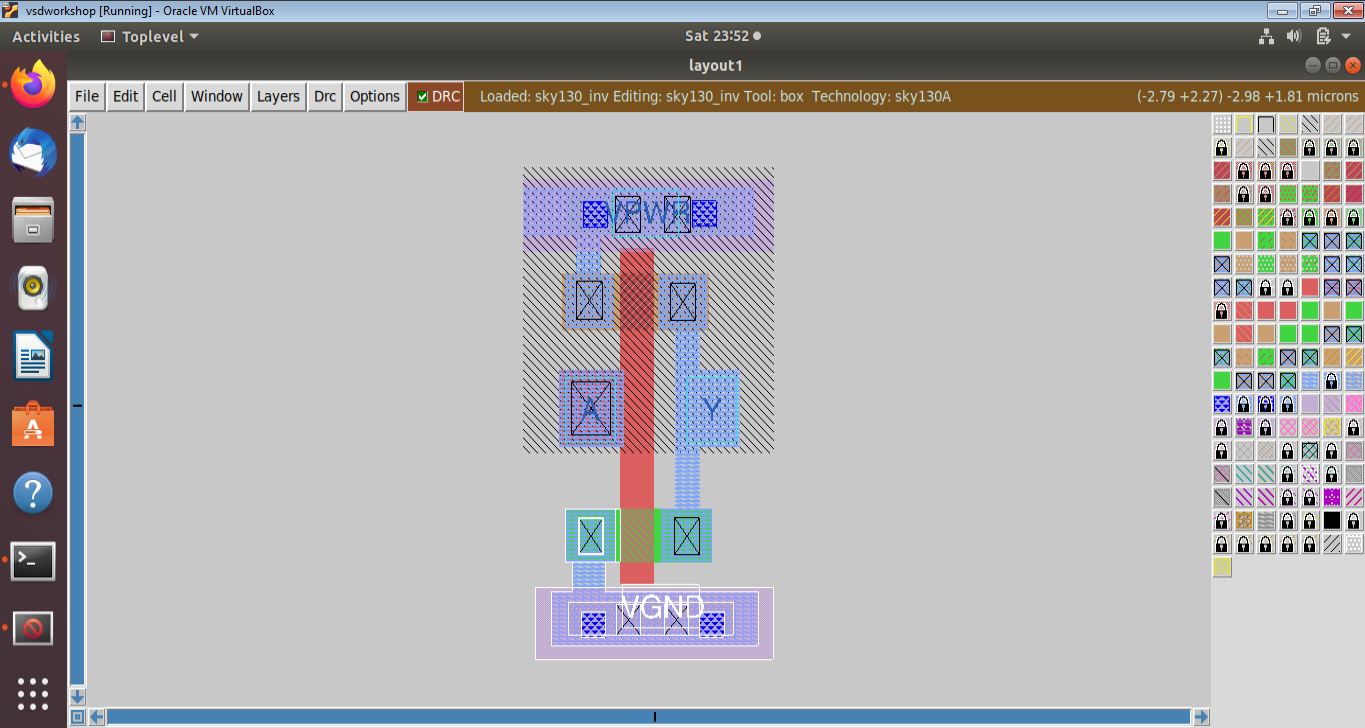 vsdworkshop [Running] - Oracle VM VirtualBox
Activities Toplevel Sat 23:52
layout1
File Edit Cell Window Layers Drc Options DRC Loaded: sky130_inv Editing: sky130_inv Tool: box Technology: sky130A (-2.79 +2.27) -2.98 +1.81 microns
VPWR
A Y
VGND